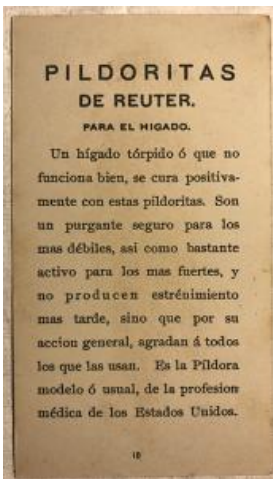 PILDORITAS
DE REUTER.
PARA EL HIGADO.
Un hígado tórpido ó que no
funciona bien, se cura positiva-
mente con estas pildoritas. Son
un purgante seguro para los
mas débiles, asi como bastante
activo para los mas fuertes, y
no producen estrénimiento
mas tarde, sino que por su
accion general, agradan á todos
los que las usan. Es la Píldora
modelo ó usual, de la profesion
médica de los Estados Unidos.